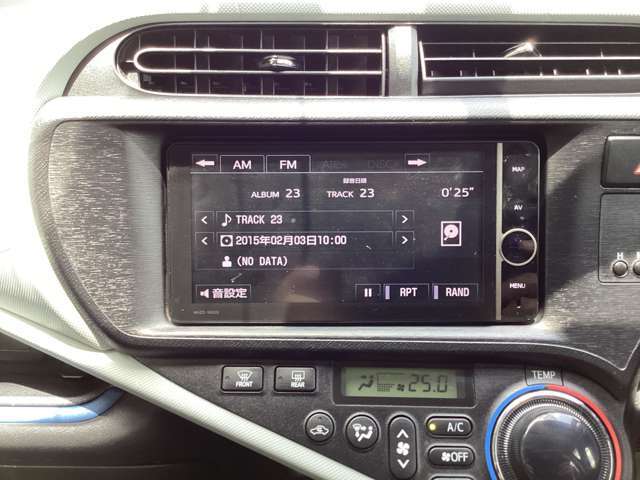 AM FM DISC
録音日順
ALBUM 23 TRACK 23 0'25"
TRACK 23
2015年02月03日10:00
(NO DATA)
音設定 RPT RAND
MAP
AV
MENU
H
FRONT REAR
25.0
TEMP
A/C
OFF